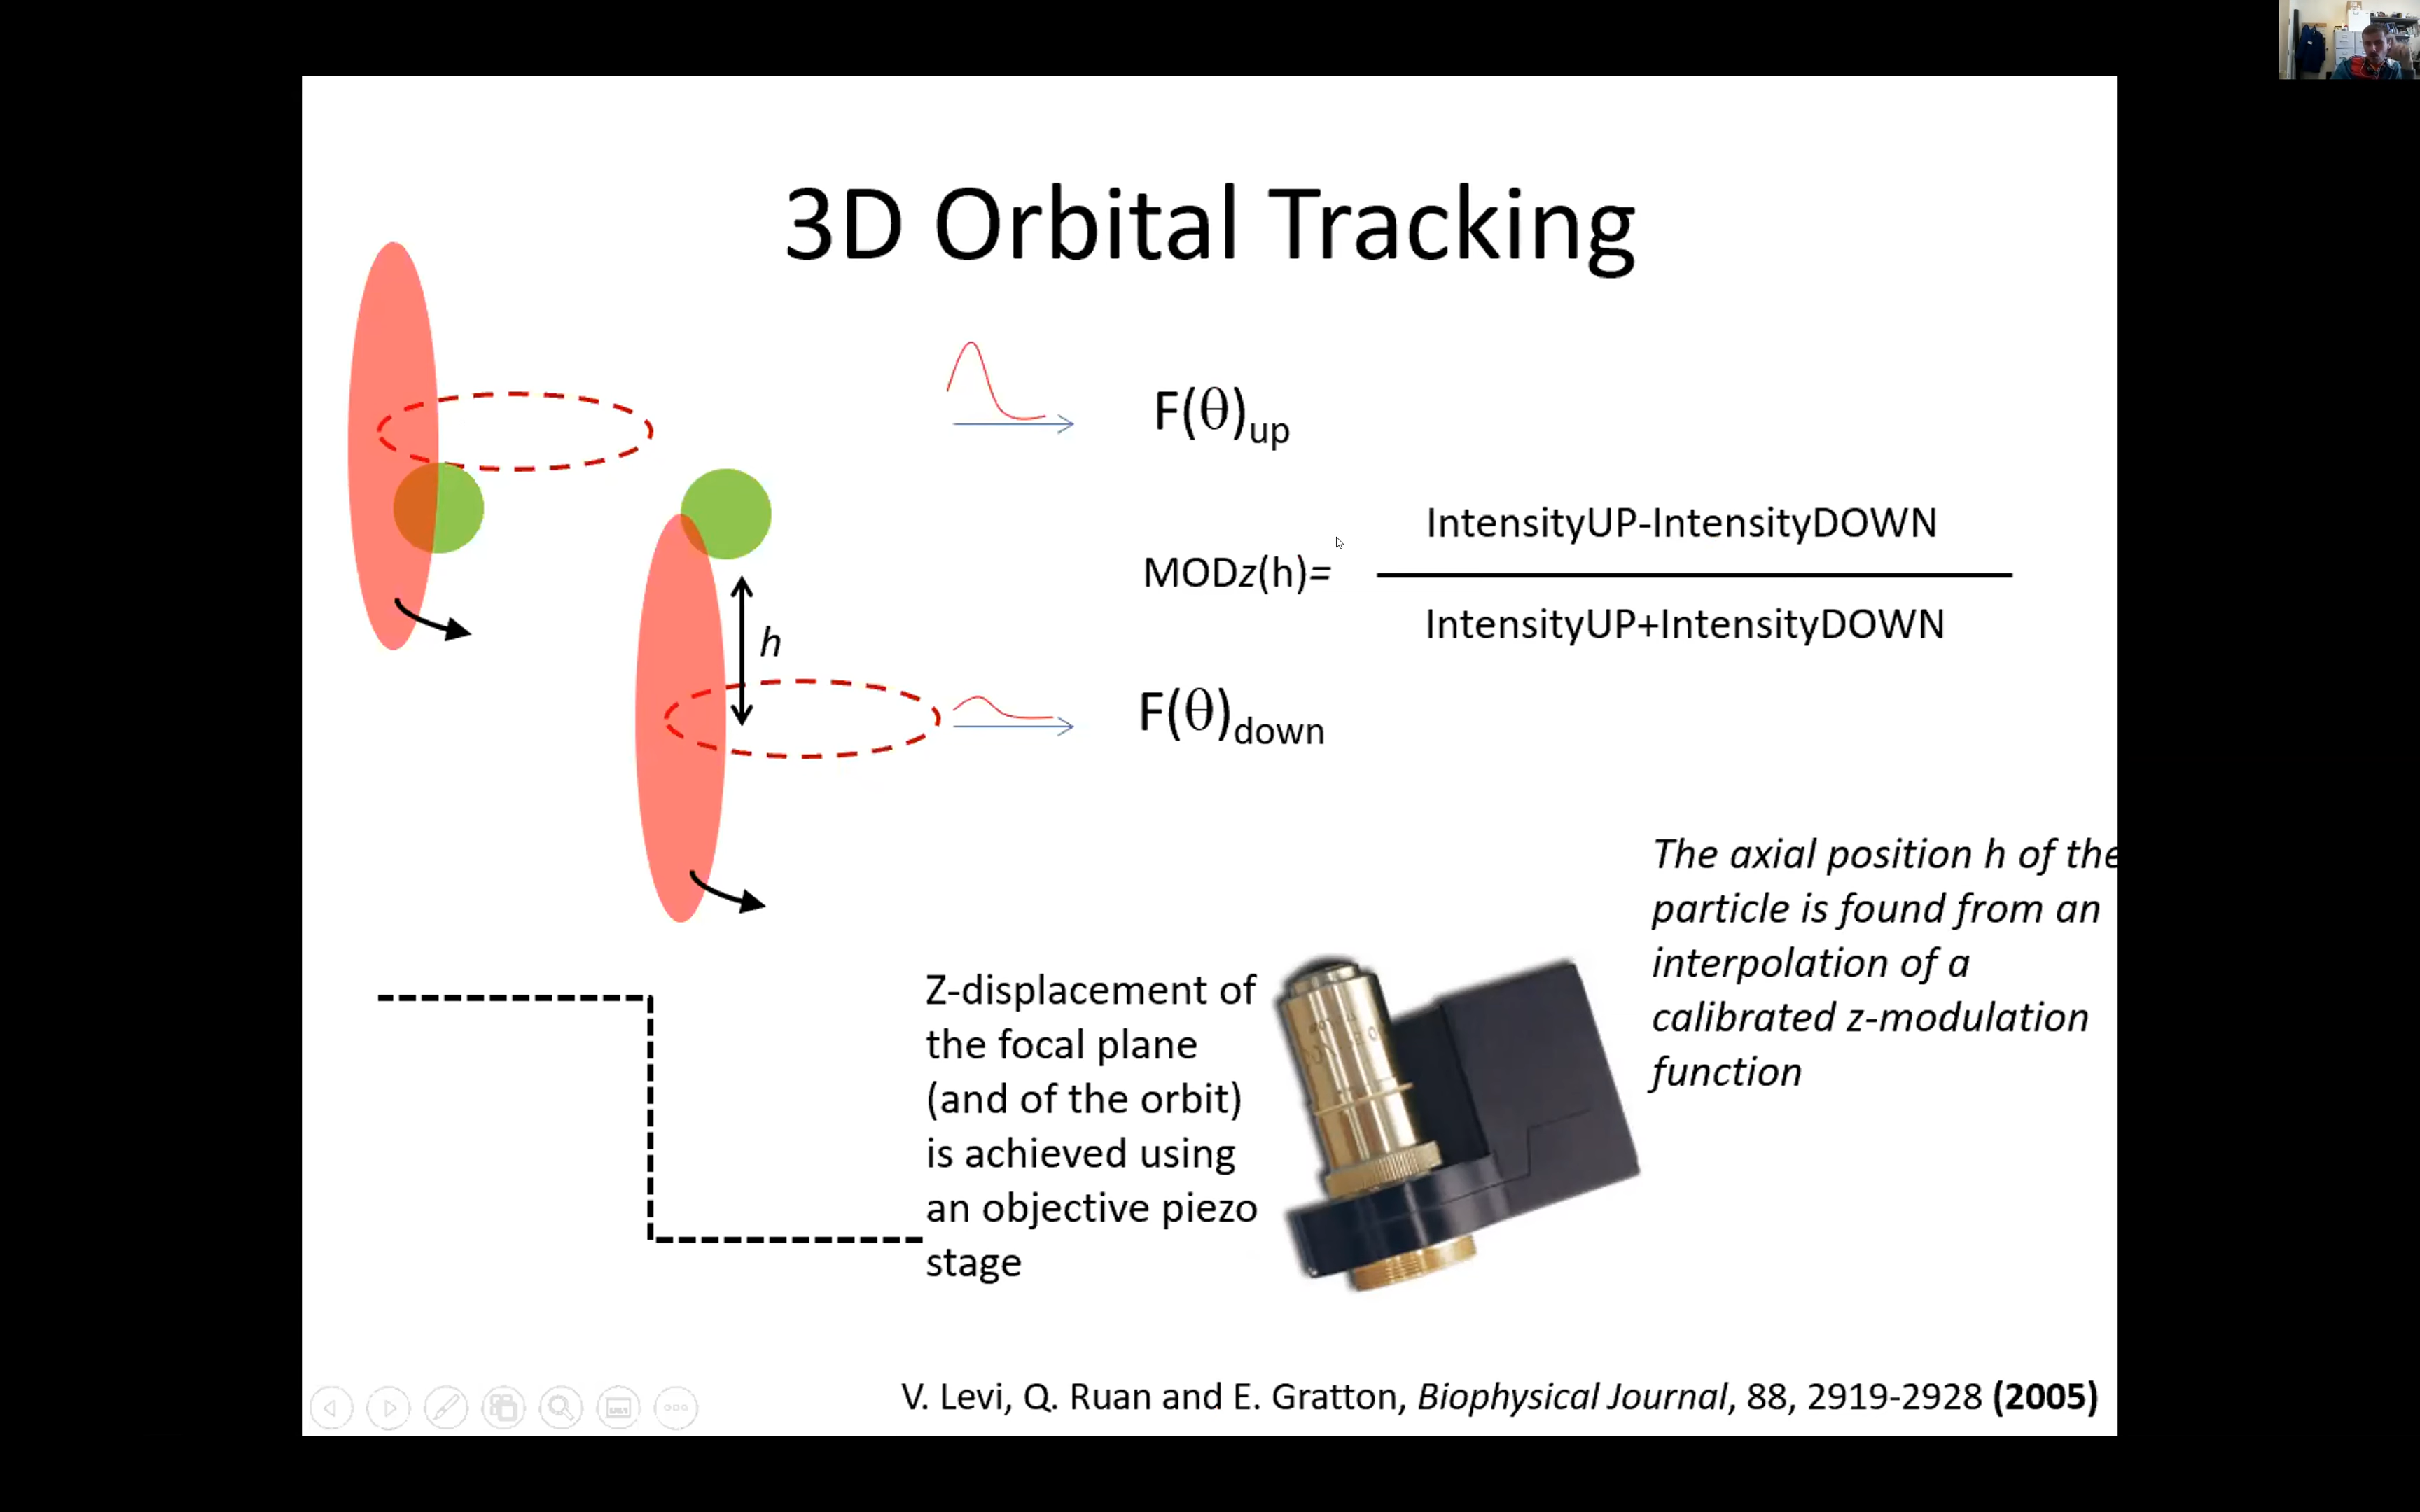 3D Orbital Tracking
F(θ)up
IntensityUP-IntensityDOWN
MODz(h)=
IntensityUP+IntensityDOWN
h
F(θ)down
The axial position h of the
particle is found from an
interpolation of a
calibrated z-modulation
function
Z-displacement of
the focal plane
(and of the orbit)
is achieved using
an objective piezo
stage
V. Levi, Q. Ruan and E. Gratton, Biophysical Journal, 88, 2919-2928 (2005)